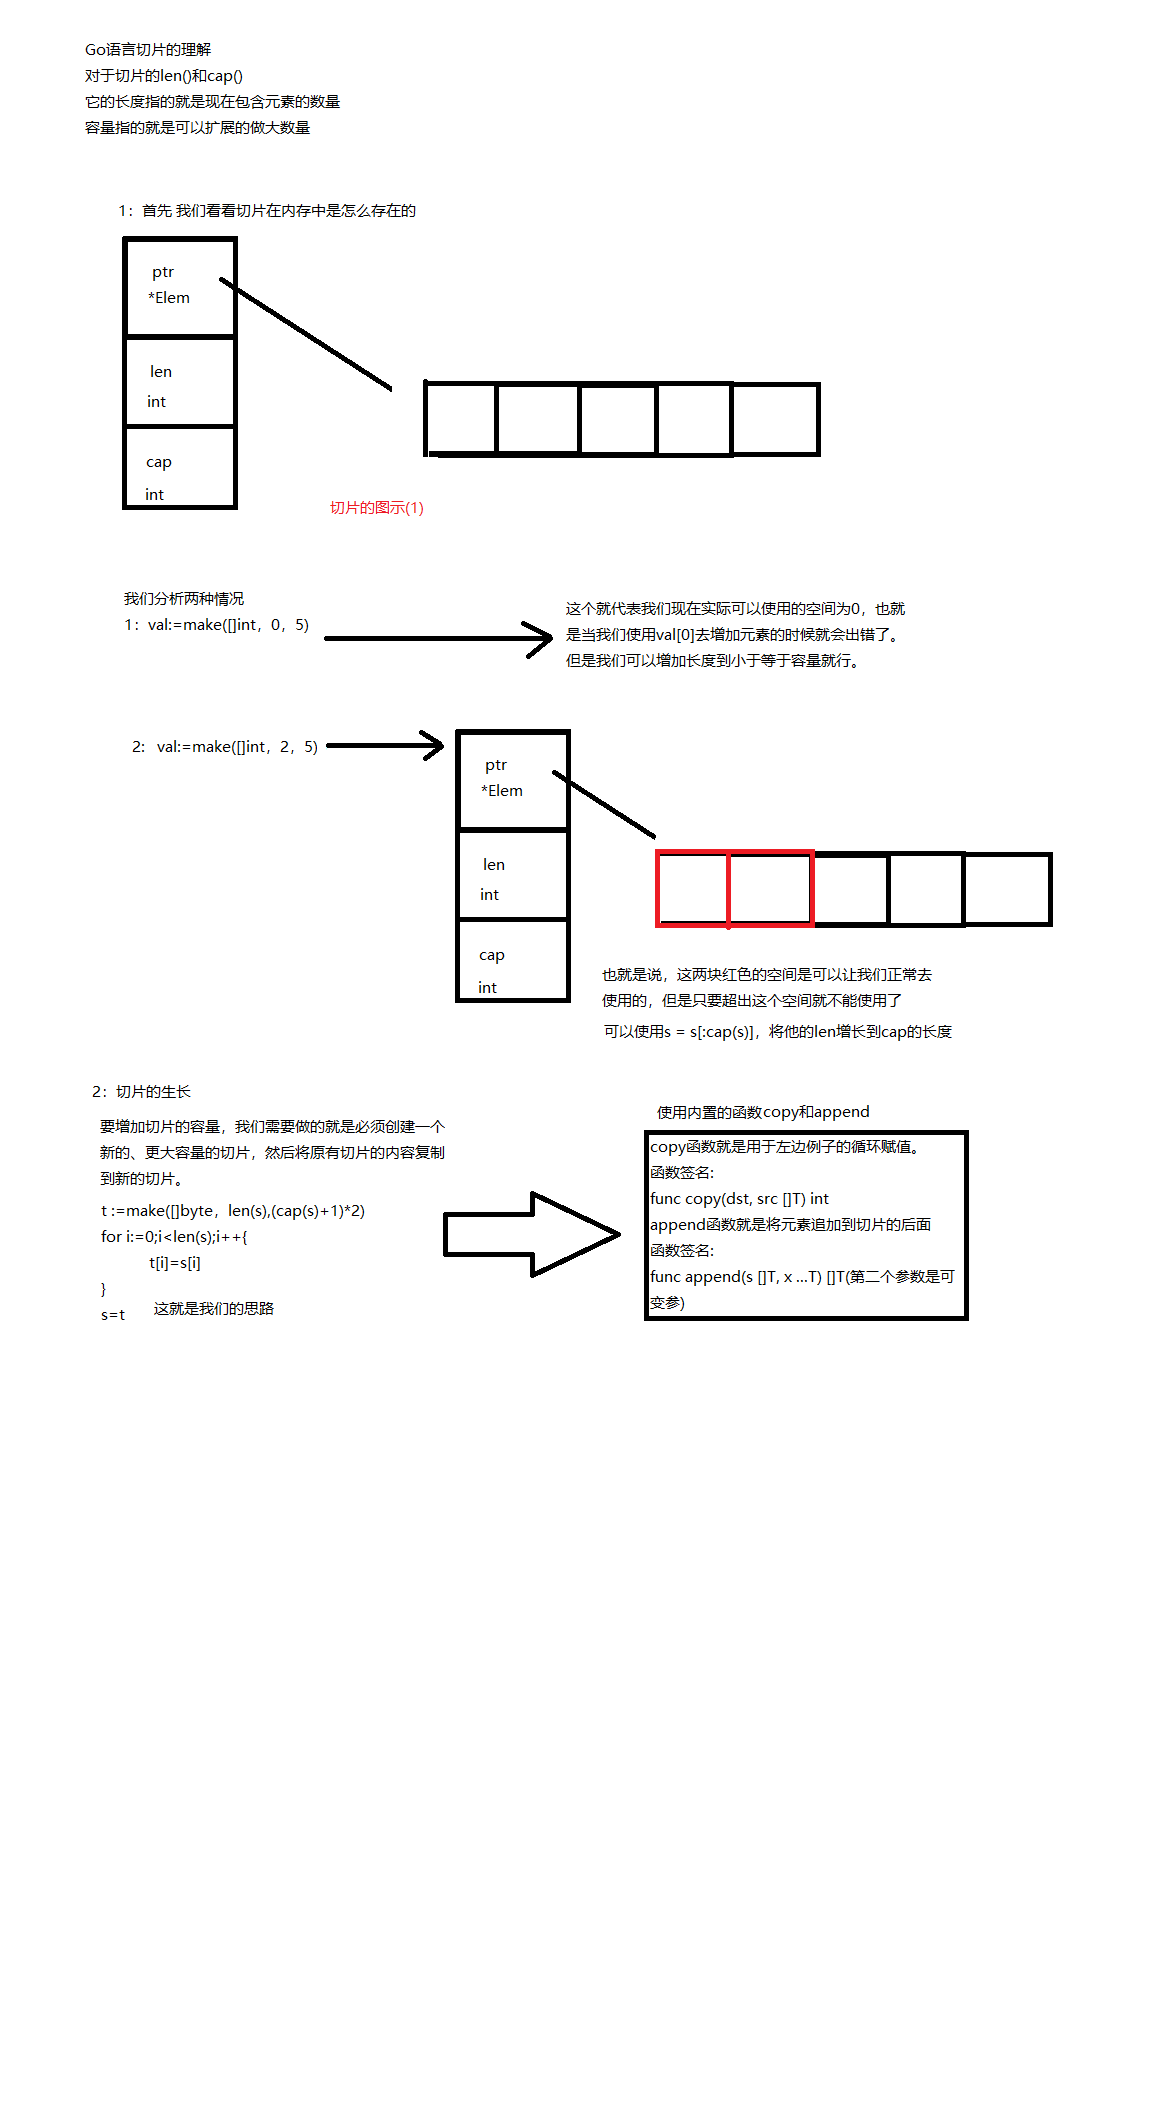 Go语言切片的理解
对于切片的len()和cap()
它的长度指的就是现在包含元素的数量
容量指的就是可以扩展的做大数量
1：首先 我们看看切片在内存中是怎么存在的
ptr
*Elem
len
int
cap
int
切片的图示(1)
我们分析两种情况
1：val:=make([]int，0，5)
这个就代表我们现在实际可以使用的空间为0，也就
是当我们使用val[0]去增加元素的时候就会出错了。
但是我们可以增加长度到小于等于容量就行。
2:   val:=make([]int，2，5)
ptr
*Elem
len
int
cap
int
也就是说，这两块红色的空间是可以让我们正常去
使用的，但是只要超出这个空间就不能使用了
可以使用s = s[:cap(s)]，将他的len增长到cap的长度
2：切片的生长
要增加切片的容量，我们需要做的就是必须创建一个
新的、更大容量的切片，然后将原有切片的内容复制
到新的切片。
t :=make([]byte，len(s),(cap(s)+1)*2)
for i:=0;i<len(s);i++{
t[i]=s[i]
}
s=t
这就是我们的思路
使用内置的函数copy和append
copy函数就是用于左边例子的循环赋值。
函数签名:
func copy(dst, src []T) int
append函数就是将元素追加到切片的后面
函数签名:
func append(s []T, x ...T) []T(第二个参数是可
变参)